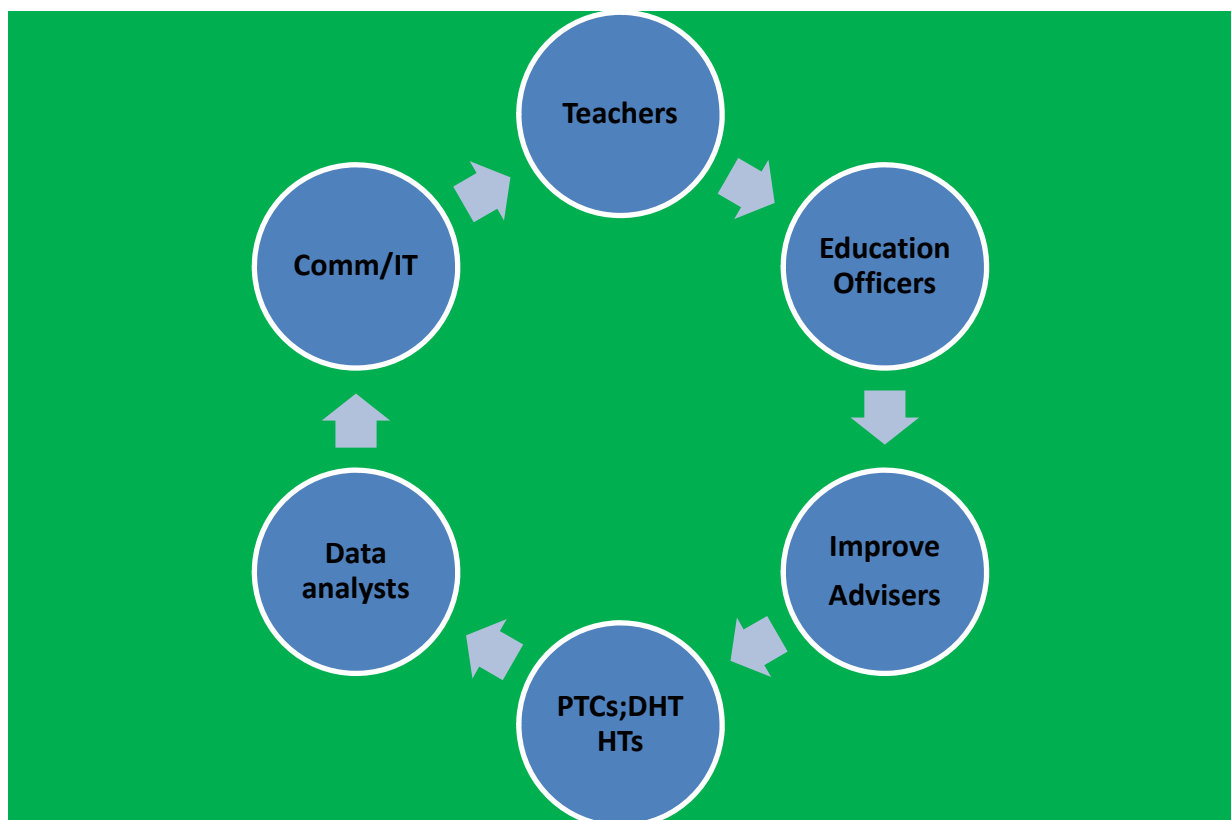 Teachers
Education
Officers
Improve
Advisers
PTCs;DHT
HTs
Data
analysts
Comm/IT